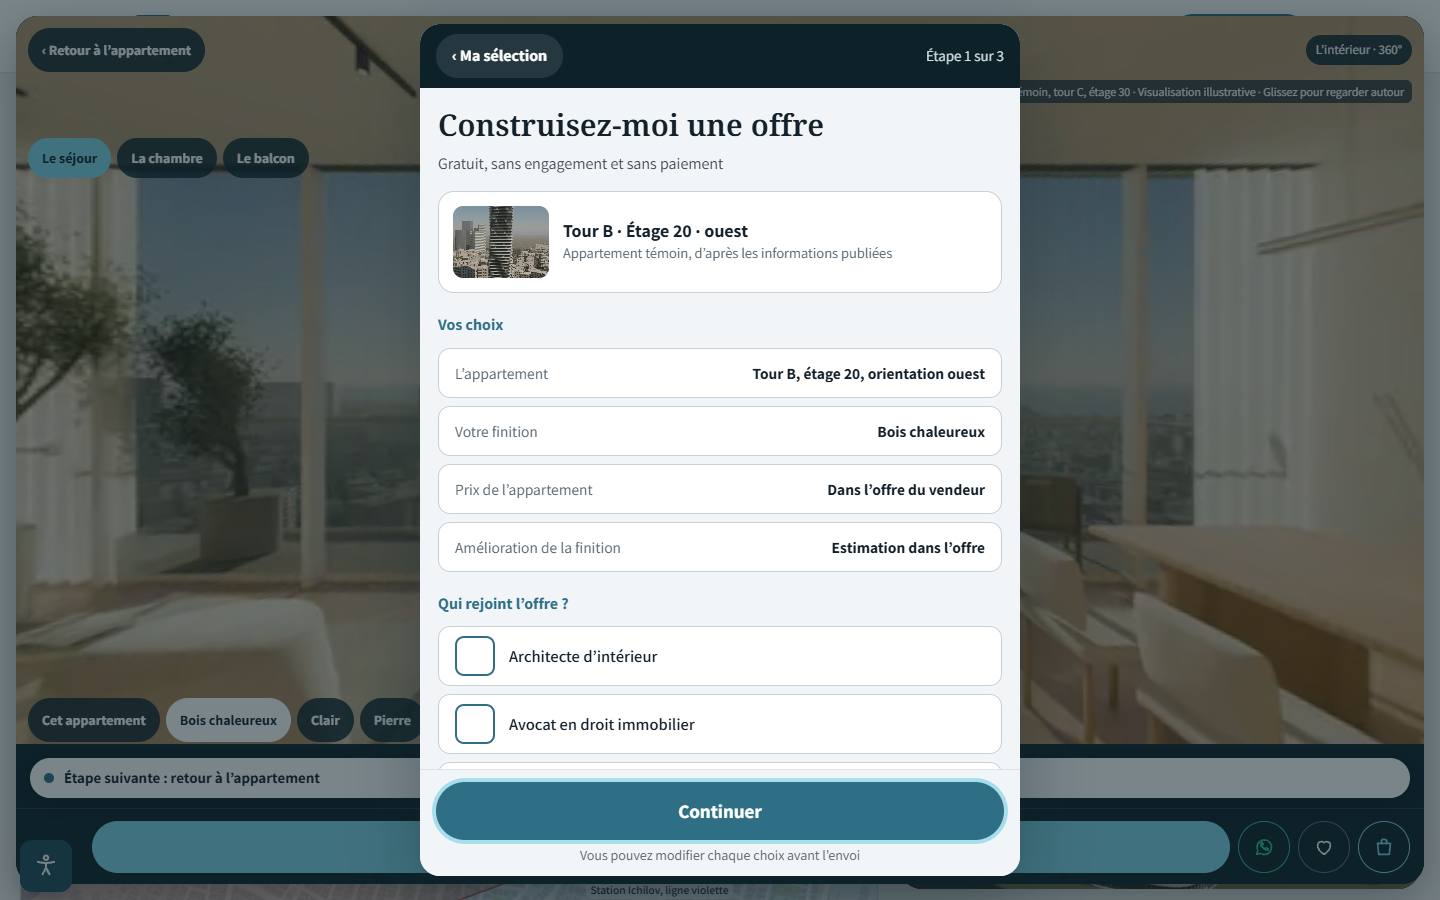 ‹ Retour à l’appartement
‹ Ma sélection
Étape 1 sur 3
L’intérieur · 360°
tour C, étage 30 · Visualisation illustrative · Glissez pour regarder autour
Construisez-moi une offre
Gratuit, sans engagement et sans paiement
Le séjour
La chambre
Le balcon
Tour B · Étage 20 · ouest
Appartement témoin, d’après les informations publiées
Vos choix
L’appartement
Tour B, étage 20, orientation ouest
Votre finition
Bois chaleureux
Prix de l’appartement
Dans l’offre du vendeur
Amélioration de la finition
Estimation dans l’offre
Qui rejoint l’offre ?
Architecte d’intérieur
Avocat en droit immobilier
Cet appartement
Bois chaleureux
Clair
Pierre
Étape suivante : retour à l’appartement
Continuer
Vous pouvez modifier chaque choix avant l’envoi
Station Ichilov, ligne violette